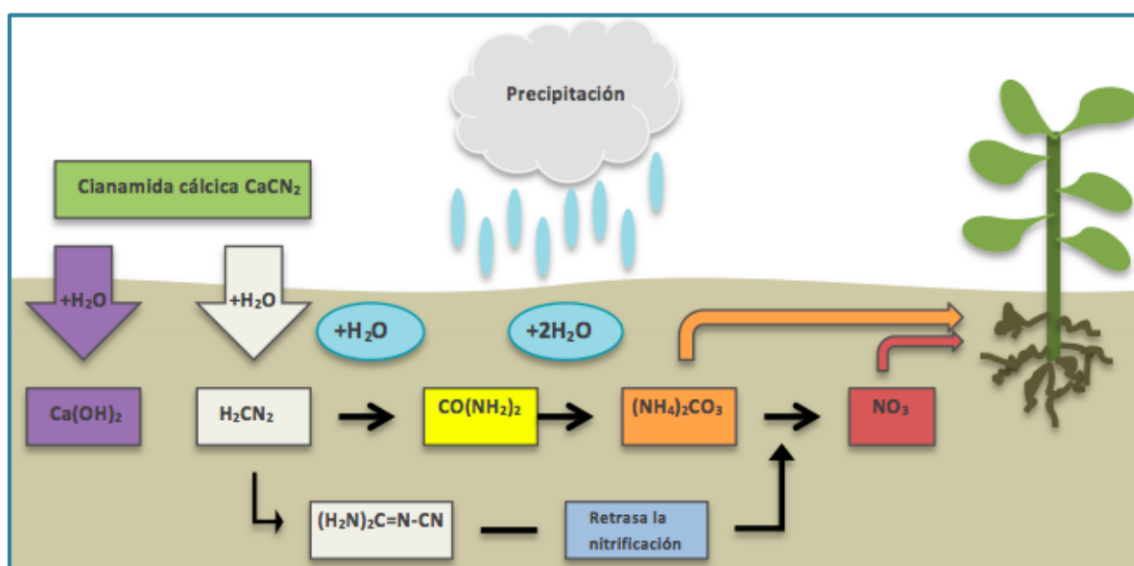 Precipitación
Cianamida cálcica CaCN₂
+H₂O
+H₂O
+H₂O
+2H₂O
Ca(OH)₂
H₂CN₂
CO(NH₂)₂
(NH₄)₂CO₃
NO₃
(H₂N)₂C=N-CN
Retrasa la
nitrificación